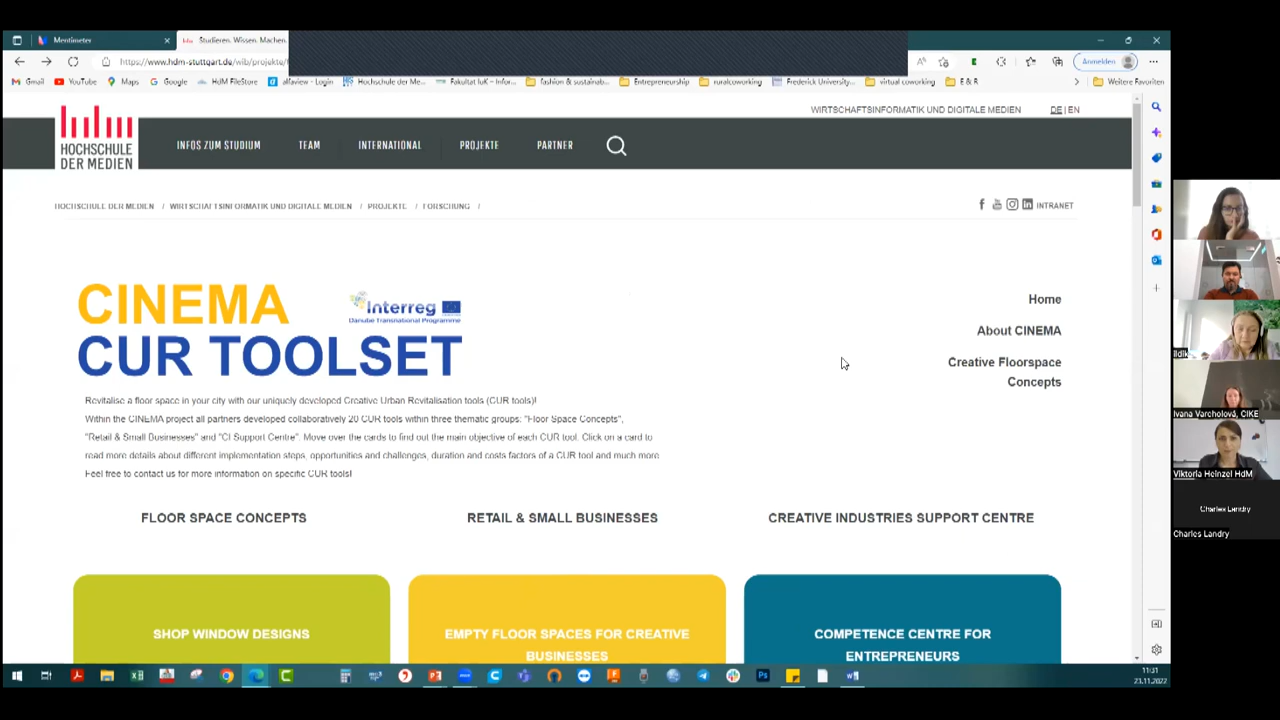 Mentimeter
Studieren. Wissen. Machen.
https://www.hdm-stuttgart.de/wib/projekte/
Anmelden
Gmail
YouTube
Maps
Google
HdM FileStore
alfaview - Login
Hochschule der Me...
Fakultät IuK – Infor...
fashion & sustainab...
Entrepreneurship
ruralcoworking
Frederick University...
virtual coworking
E & R
Weitere Favoriten
WIRTSCHAFTSINFORMATIK UND DIGITALE MEDIEN
DE | EN
HOCHSCHULE
DER MEDIEN
INFOS ZUM STUDIUM
TEAM
INTERNATIONAL
PROJEKTE
PARTNER
HOCHSCHULE DER MEDIEN / WIRTSCHAFTSINFORMATIK UND DIGITALE MEDIEN / PROJEKTE / FORSCHUNG /
INTRANET
CINEMA
CUR TOOLSET
Interreg
Danube Transnational Programme
Home
About CINEMA
Creative Floorspace
Concepts
Revitalise a floor space in your city with our uniquely developed Creative Urban Revitalisation tools (CUR tools)!
Within the CINEMA project all partners developed collaboratively 20 CUR tools within three thematic groups: "Floor Space Concepts",
"Retail & Small Businesses" and "CI Support Centre". Move over the cards to find out the main objective of each CUR tool. Click on a card to
read more details about different implementation steps, opportunities and challenges, duration and costs factors of a CUR tool and much more.
Feel free to contact us for more information on specific CUR tools!
FLOOR SPACE CONCEPTS
RETAIL & SMALL BUSINESSES
CREATIVE INDUSTRIES SUPPORT CENTRE
SHOP WINDOW DESIGNS
EMPTY FLOOR SPACES FOR CREATIVE
BUSINESSES
COMPETENCE CENTRE FOR
ENTREPRENEURS
ildik
Ivana Varcholová, CIKE
Viktoria Heinzel HdM
Charles Landry
Charles Landry
11:31
23.11.2022